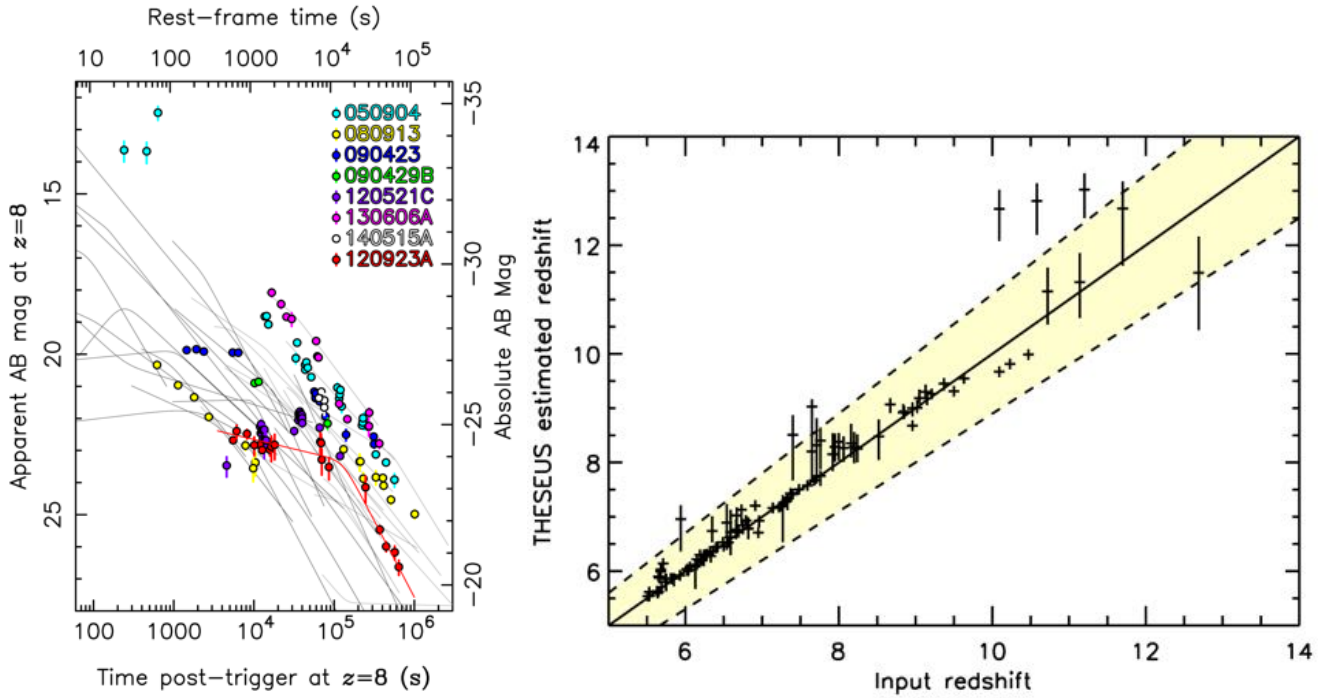 Rest-frame time (s)
10 100 1000 10⁴ 10⁵
Apparent AB mag at z=8
15
20
25
050904
080913
090423
090429B
120521C
130606A
140515A
120923A
-35
-30
-25
-20
Absolute AB Mag
100 1000 10⁴ 10⁵ 10⁶
Time post-trigger at z=8 (s)
THESEUS estimated redshift
14
12
10
8
6
6 8 10 12 14
Input redshift